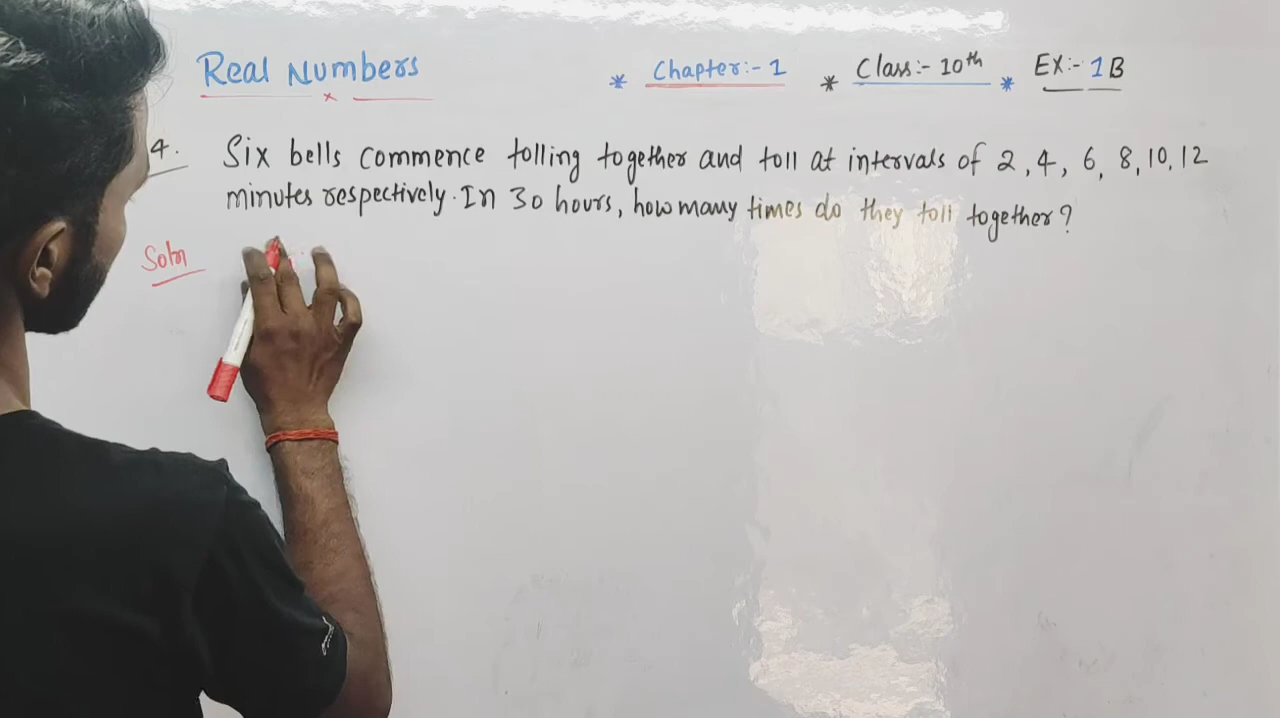 Real Numbers * Chapter:- 1 * Class:- 10th * EX:- 1B
4. Six bells commence tolling together and toll at intervals of 2, 4, 6, 8, 10, 12
minutes respectively. In 30 hours, how many times do they toll together?
Soln